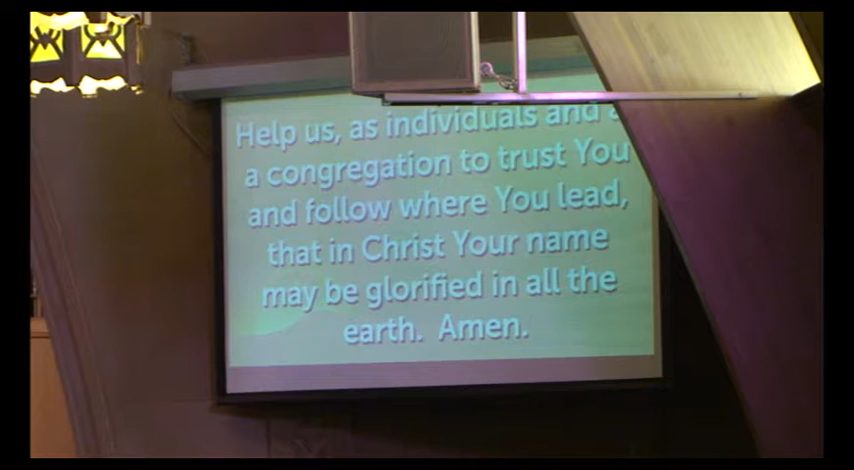 Help us, as individuals and
a congregation to trust You
and follow where You lead,
that in Christ Your name
may be glorified in all the
earth. Amen.